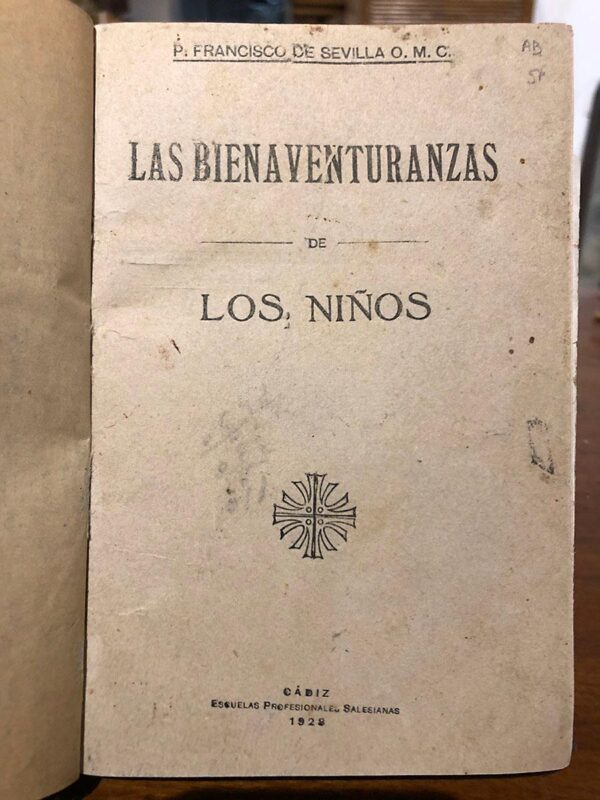 P. FRANCISCO DE SEVILLA O. M. C.
AB
LAS BIENAVENTURANZAS
DE
LOS NIÑOS
CÁDIZ
ESCUELAS PROFESIONALES SALESIANAS
1928